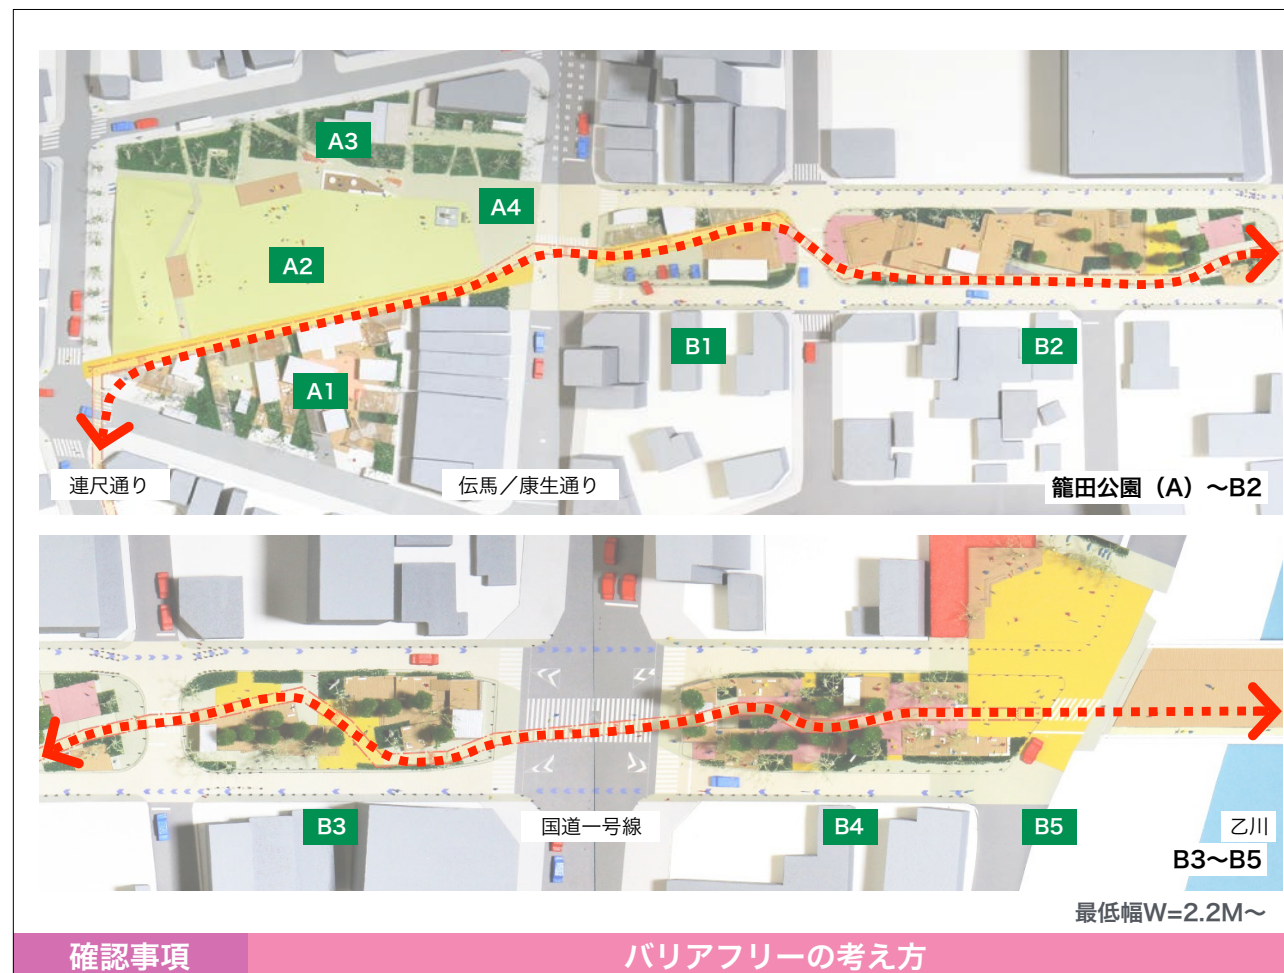 A3
A4
A2
B1
B2
A1
連尺通り
伝馬／康生通り
籠田公園（A）〜B2
B3
国道一号線
B4
B5
乙川
B3〜B5
最低幅W=2.2M〜
確認事項
バリアフリーの考え方